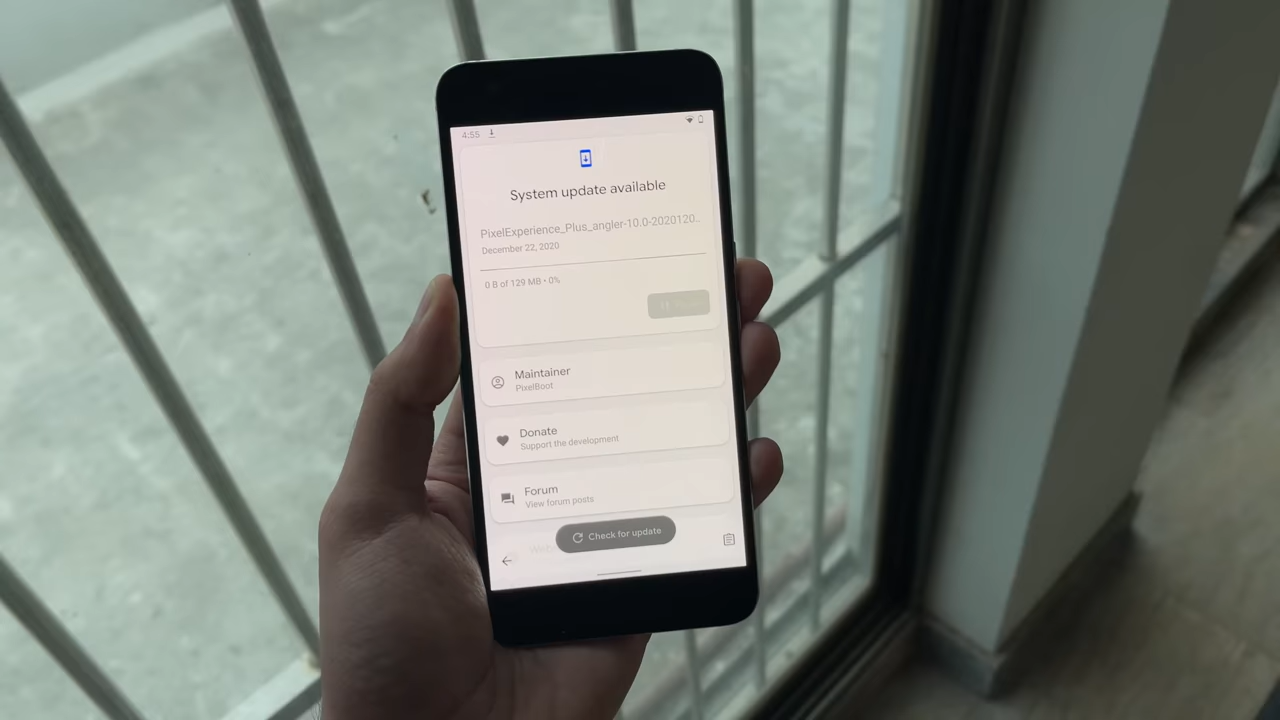 4:55
System update available
PixelExperience_Plus_angler-10.0-2020120...
December 22, 2020
0 B of 129 MB • 0%
Maintainer
PixelBoot
Donate
Support the development
Forum
View forum posts
Check for update